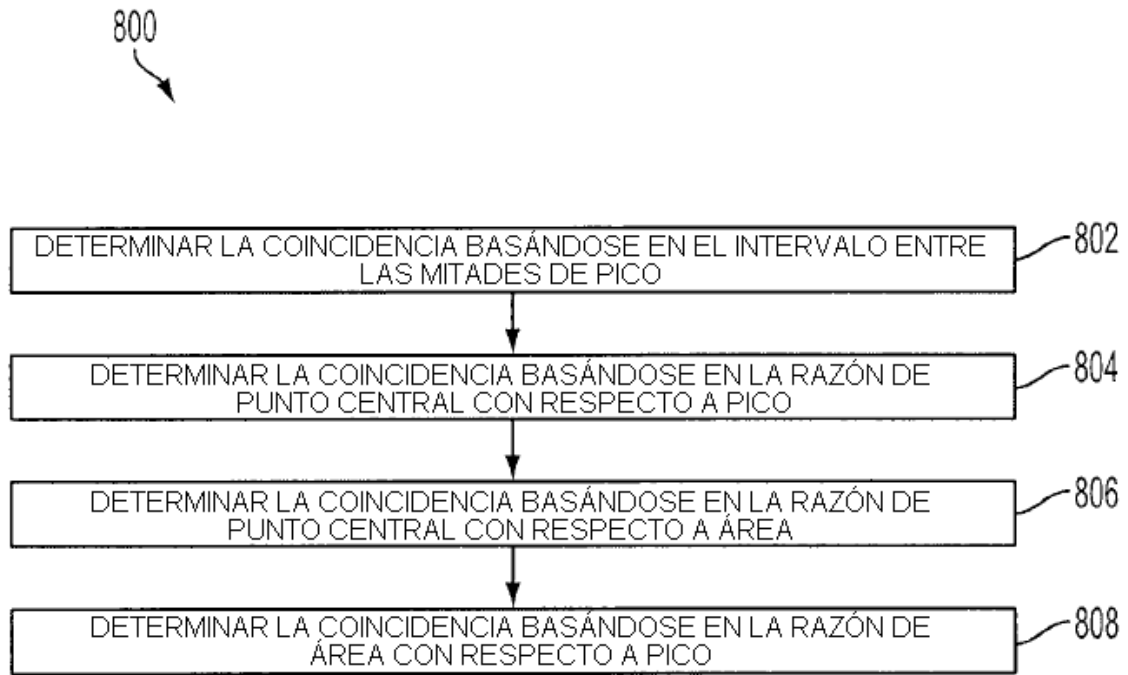 800
DETERMINAR LA COINCIDENCIA BASÁNDOSE EN EL INTERVALO ENTRE
LAS MITADES DE PICO
802
DETERMINAR LA COINCIDENCIA BASÁNDOSE EN LA RAZÓN DE
PUNTO CENTRAL CON RESPECTO A PICO
804
DETERMINAR LA COINCIDENCIA BASÁNDOSE EN LA RAZÓN DE
PUNTO CENTRAL CON RESPECTO A ÁREA
806
DETERMINAR LA COINCIDENCIA BASÁNDOSE EN LA RAZÓN DE
ÁREA CON RESPECTO A PICO
808